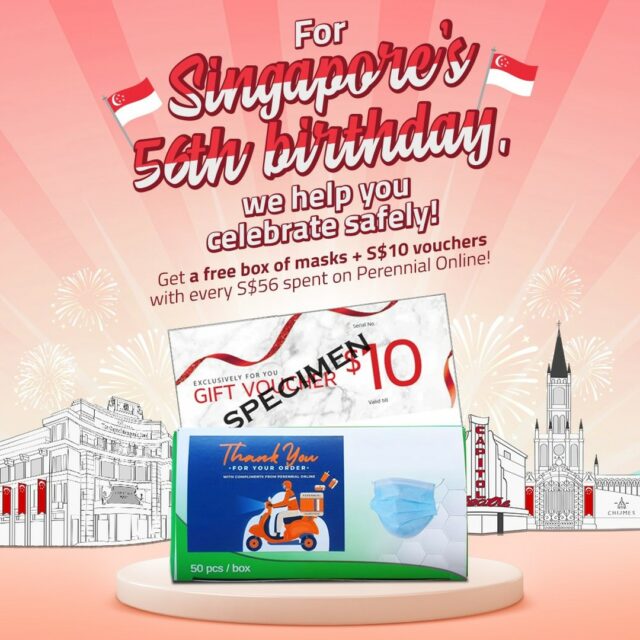 For
Singapore's
56th birthday,
we help you
celebrate safely!
Get a free box of masks + S$10 vouchers
with every S$56 spent on Perennial Online!
Serial No.
EXCLUSIVELY FOR YOU
GIFT VOUCHER $10
SPECIMEN
Valid till
Thank You
-FOR YOUR ORDER-
WITH COMPLIMENTS FROM PERENNIAL ONLINE
50 pcs / box
CAPITOL
CHIJMES